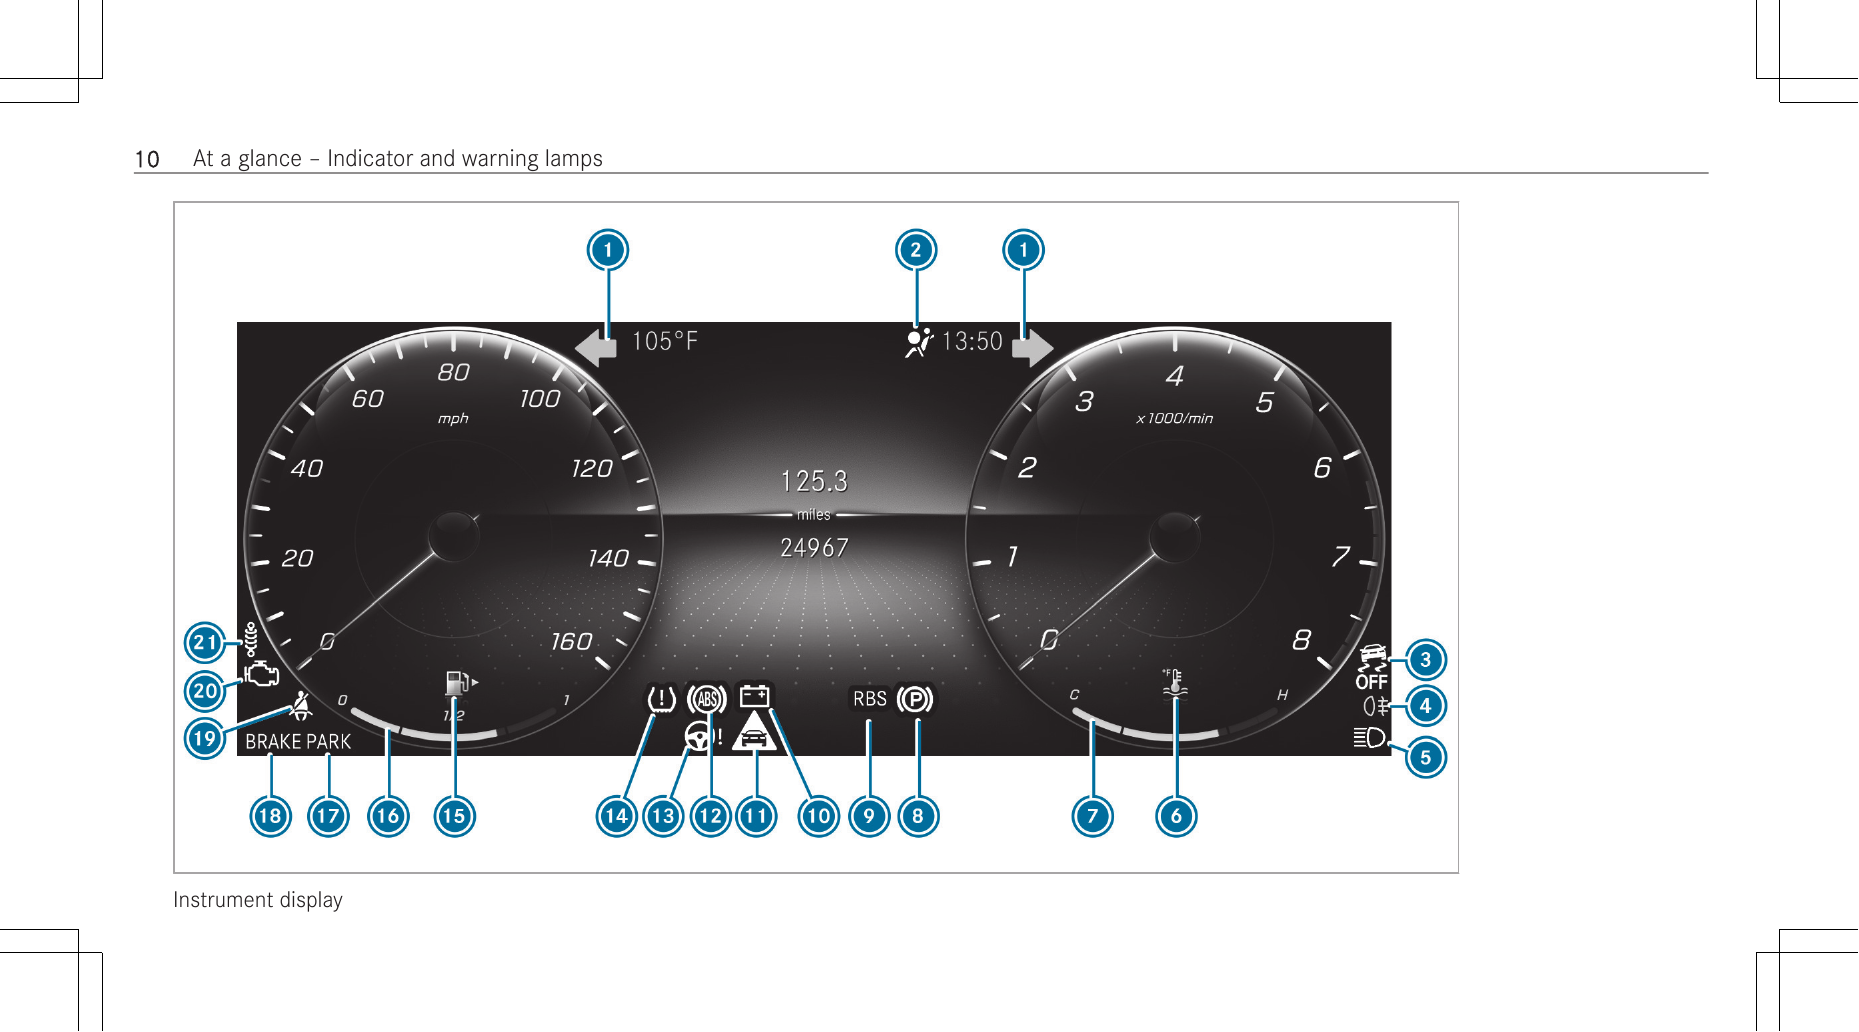 10 At a glance – Indicator and warning lamps
1 2 1
105°F 13:50
80 4
60 100 3 5
mph x1000/min
40 120 2 6
125.3
miles
24967
20 140 1 7
21 0 160 0 8 3
20 °F OFF
0 1/2 1 (!) ABS - + RBS P C H 4
19 BRAKE PARK ! 5
18 17 16 15 14 13 12 11 10 9 8 7 6
Instrument display